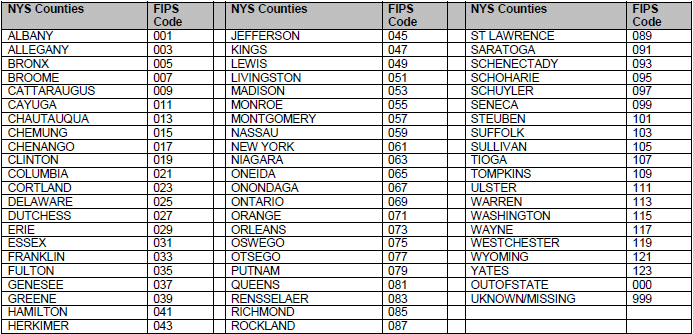 NYS Counties FIPS Code NYS Counties FIPS Code NYS Counties FIPS Code
ALBANY 001 JEFFERSON 045 ST LAWRENCE 089
ALLEGANY 003 KINGS 047 SARATOGA 091
BRONX 005 LEWIS 049 SCHENECTADY 093
BROOME 007 LIVINGSTON 051 SCHOHARIE 095
CATTARAUGUS 009 MADISON 053 SCHUYLER 097
CAYUGA 011 MONROE 055 SENECA 099
CHAUTAUQUA 013 MONTGOMERY 057 STEUBEN 101
CHEMUNG 015 NASSAU 059 SUFFOLK 103
CHENANGO 017 NEW YORK 061 SULLIVAN 105
CLINTON 019 NIAGARA 063 TIOGA 107
COLUMBIA 021 ONEIDA 065 TOMPKINS 109
CORTLAND 023 ONONDAGA 067 ULSTER 111
DELAWARE 025 ONTARIO 069 WARREN 113
DUTCHESS 027 ORANGE 071 WASHINGTON 115
ERIE 029 ORLEANS 073 WAYNE 117
ESSEX 031 OSWEGO 075 WESTCHESTER 119
FRANKLIN 033 OTSEGO 077 WYOMING 121
FULTON 035 PUTNAM 079 YATES 123
GENESEE 037 QUEENS 081 OUTOFSTATE 000
GREENE 039 RENSSELAER 083 UKNOWN/MISSING 999
HAMILTON 041 RICHMOND 085
HERKIMER 043 ROCKLAND 087